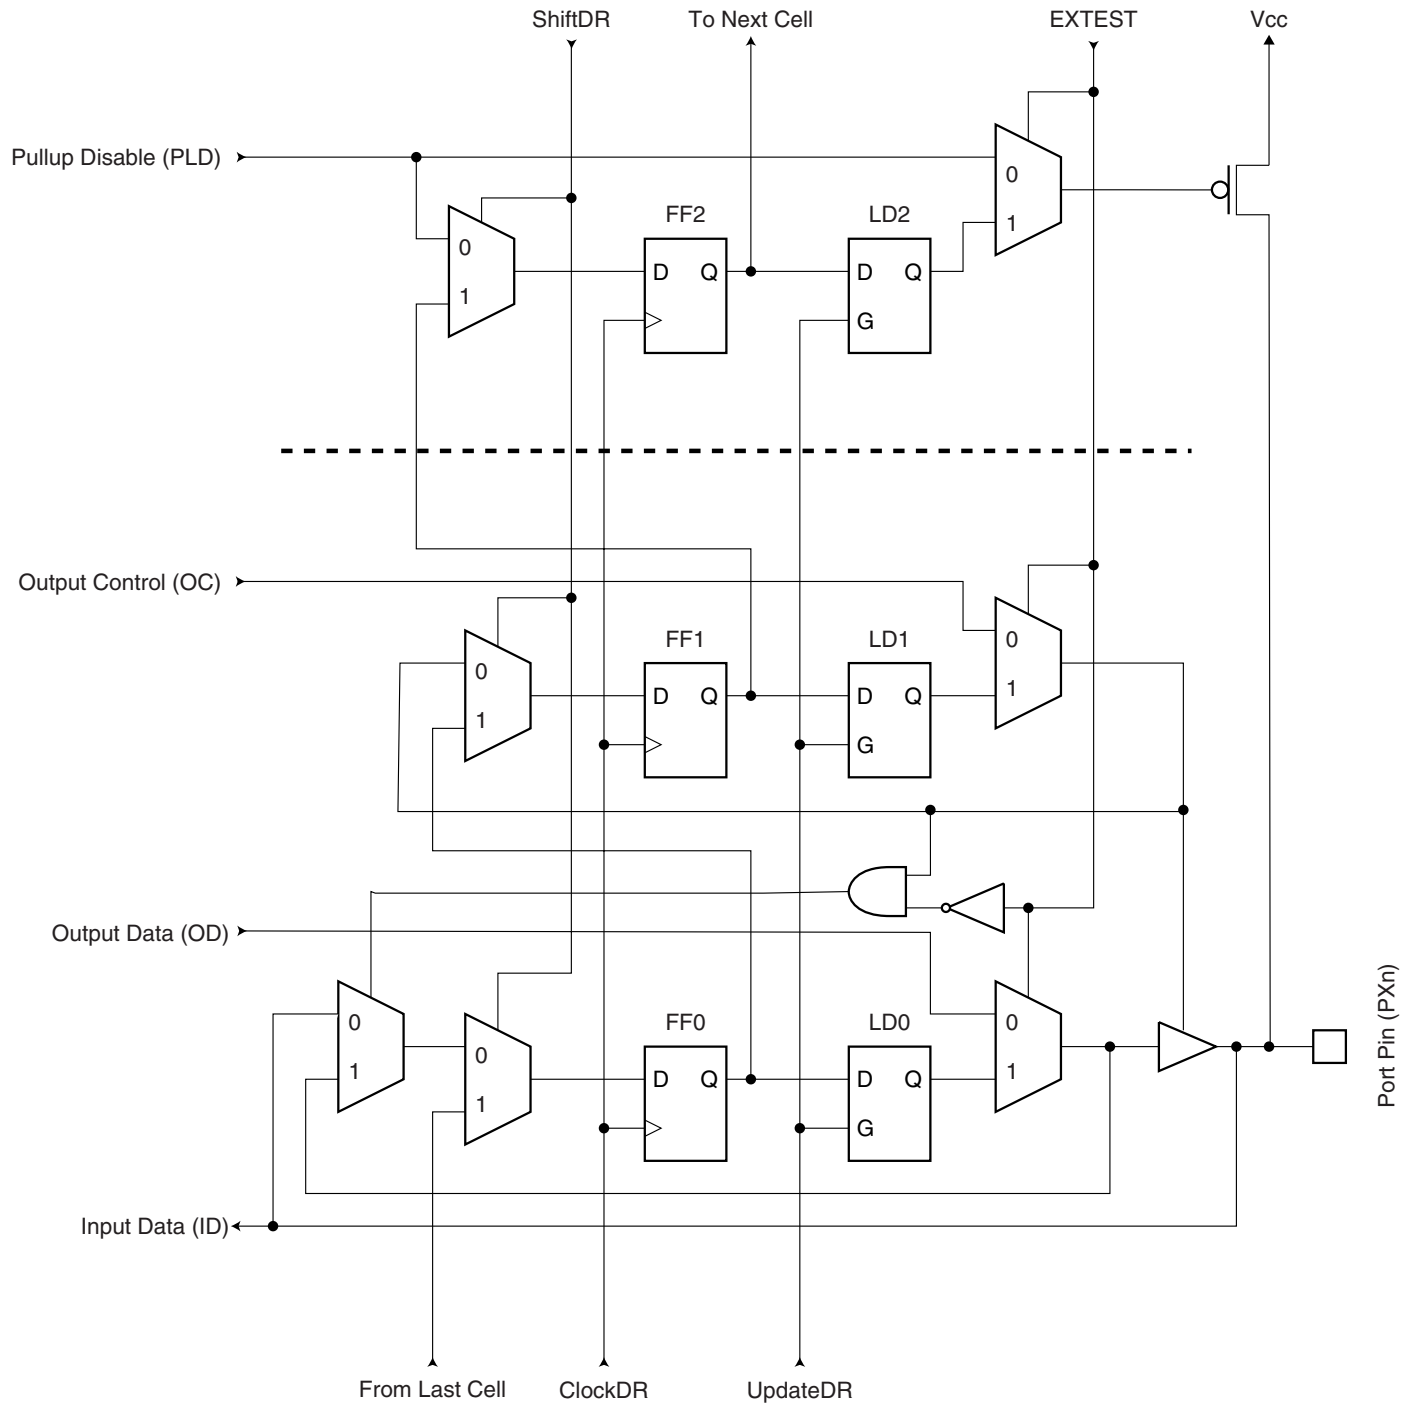 ShiftDR
To Next Cell
EXTEST
Vcc
Pullup Disable (PLD)
0
1
FF2
D Q
LD2
D Q
G
0
1
Output Control (OC)
0
1
FF1
D Q
LD1
D Q
G
0
1
Output Data (OD)
0
1
0
1
FF0
D Q
LD0
D Q
G
0
1
Port Pin (PXn)
Input Data (ID)
From Last Cell
ClockDR
UpdateDR